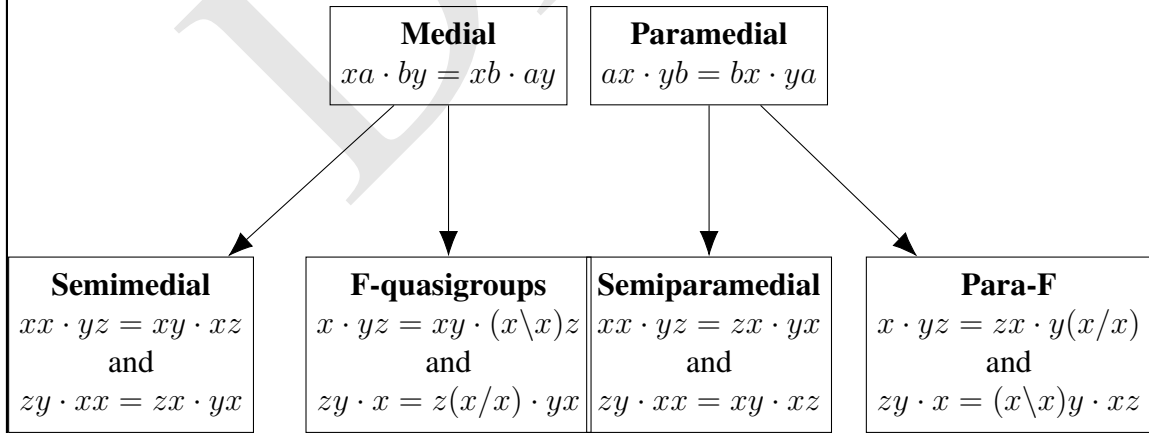 Medial
xa · by = xb · ay
Paramedial
ax · yb = bx · ya
Semimedial
xx · yz = xy · xz
and
zy · xx = zx · yx
F-quasigroups
x · yz = xy · (x\x)z
and
zy · x = z(x/x) · yx
Semiparamedial
xx · yz = zx · yx
and
zy · xx = xy · xz
Para-F
x · yz = zx · y(x/x)
and
zy · x = (x\x)y · xz